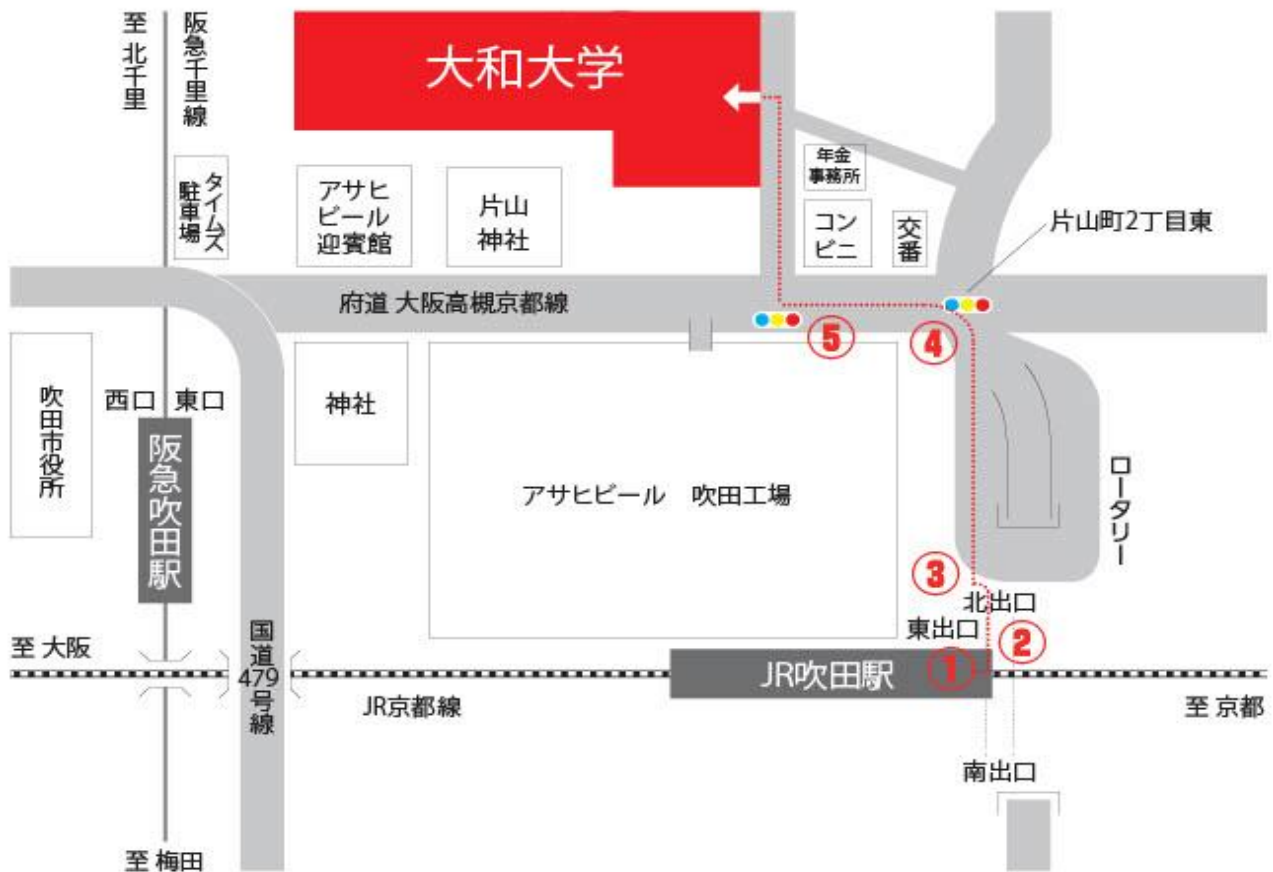 至 北千里
阪急千里線
大和大学
タイムズ
駐車場
アサヒ
ビール
迎賓館
片山
神社
年金
事務所
コン
ビニ
交番
片山町2丁目東
府道 大阪高槻京都線
⑤
④
吹田市役所
西口
東口
阪急吹田駅
神社
アサヒビール 吹田工場
ロータリー
③
北出口
東出口
②
①
至 大阪
国道
479
号線
JR京都線
JR吹田駅
至 京都
南出口
至 梅田